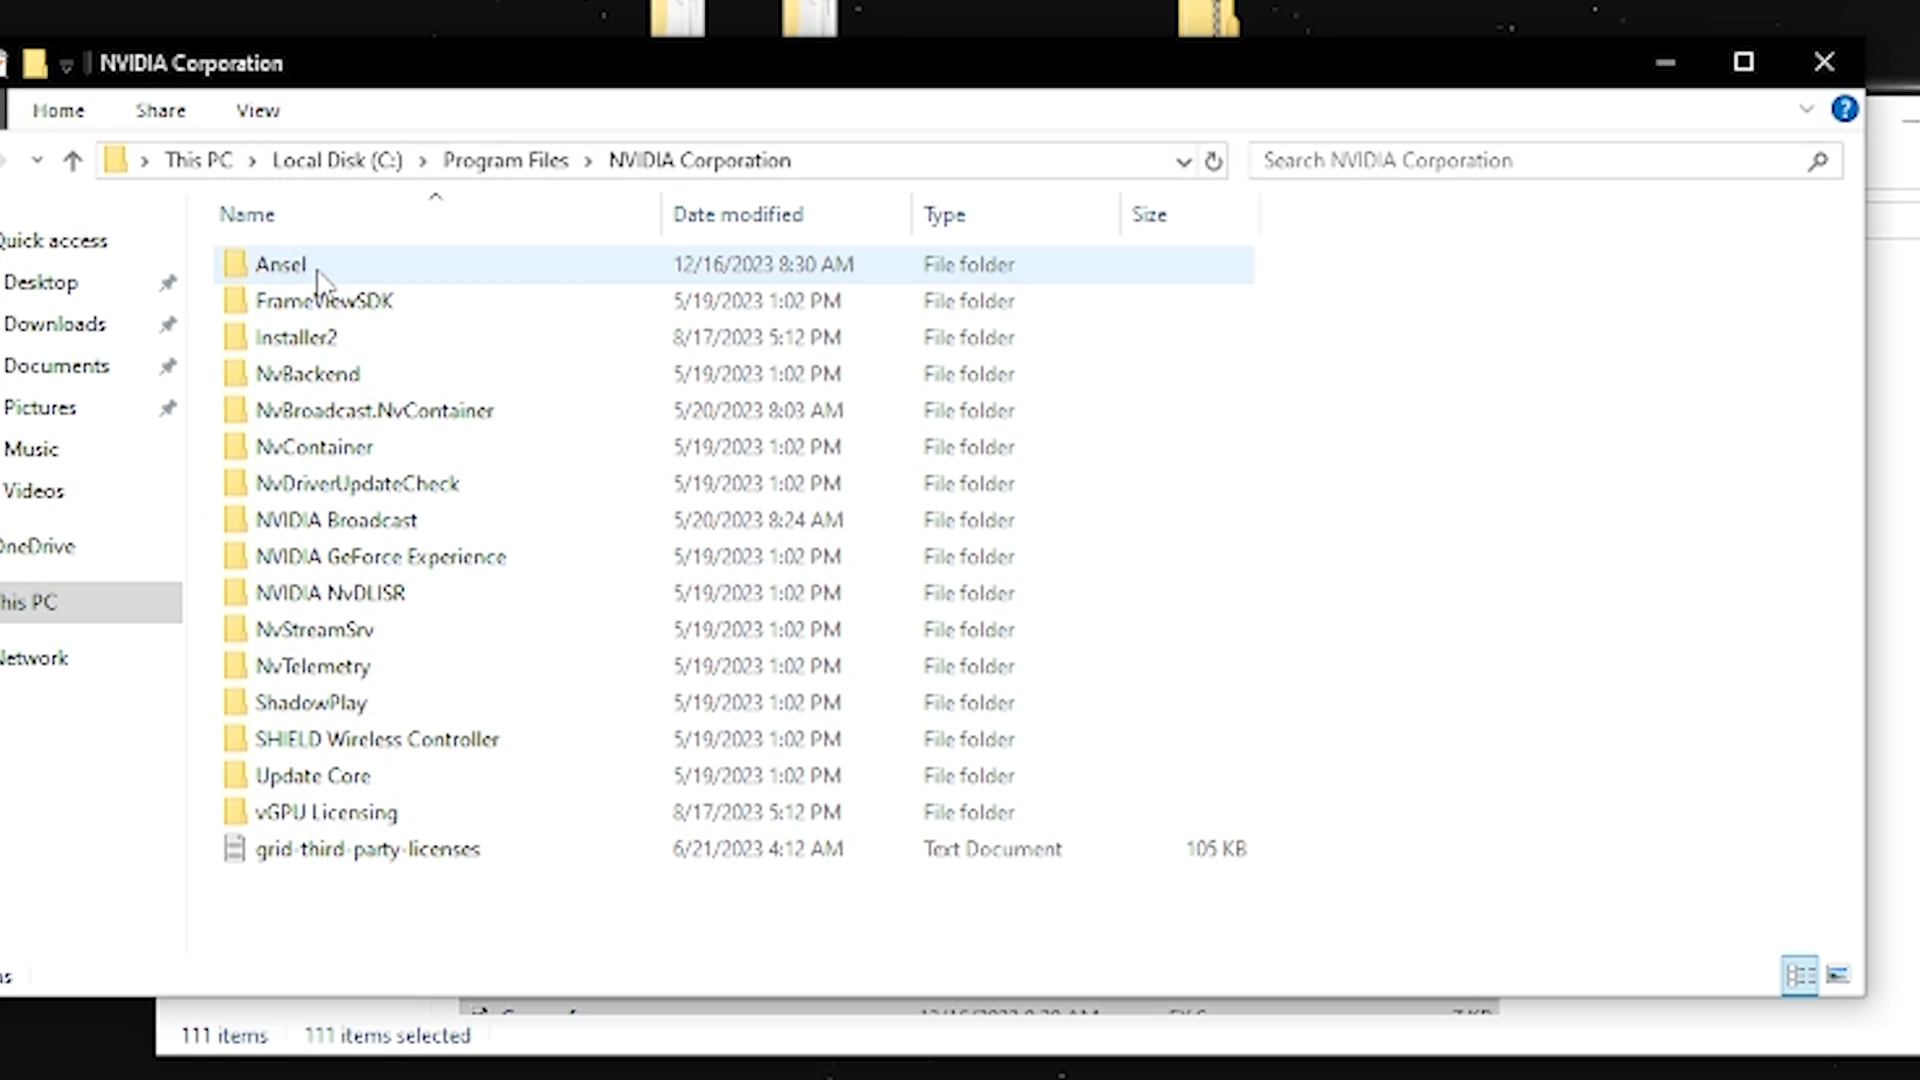 NVIDIA Corporation
Home Share View
This PC > Local Disk (C:) > Program Files > NVIDIA Corporation
Search NVIDIA Corporation
Name Date modified Type Size
Quick access
Desktop
Downloads
Documents
Pictures
Music
Videos
OneDrive
This PC
Network
Ansel 12/16/2023 8:30 AM File folder
FrameViewSDK 5/19/2023 1:02 PM File folder
Installer2 8/17/2023 5:12 PM File folder
NvBackend 5/19/2023 1:02 PM File folder
NvBroadcast.NvContainer 5/20/2023 8:03 AM File folder
NvContainer 5/19/2023 1:02 PM File folder
NvDriverUpdateCheck 5/19/2023 1:02 PM File folder
NVIDIA Broadcast 5/20/2023 8:24 AM File folder
NVIDIA GeForce Experience 5/19/2023 1:02 PM File folder
NVIDIA NvDLISR 5/19/2023 1:02 PM File folder
NvStreamSrv 5/19/2023 1:02 PM File folder
NvTelemetry 5/19/2023 1:02 PM File folder
ShadowPlay 5/19/2023 1:02 PM File folder
SHIELD Wireless Controller 5/19/2023 1:02 PM File folder
Update Core 5/19/2023 1:02 PM File folder
vGPU Licensing 8/17/2023 5:12 PM File folder
grid-third-party-licenses 6/21/2023 4:12 AM Text Document 105 KB
111 items 111 items selected